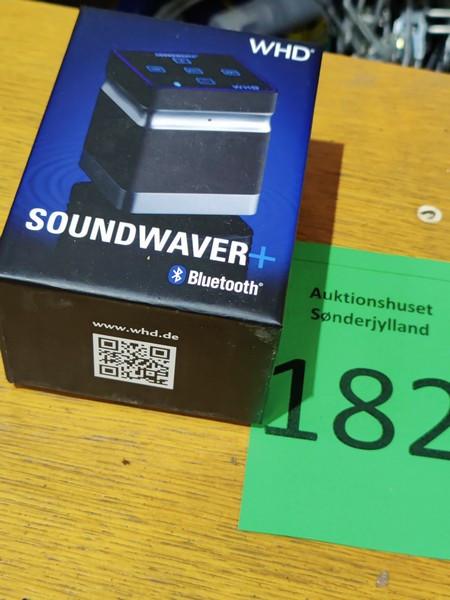 WHD
SOUNDWAVER+
Bluetooth
www.whd.de
Auktionshuset
Sønderjylland
182